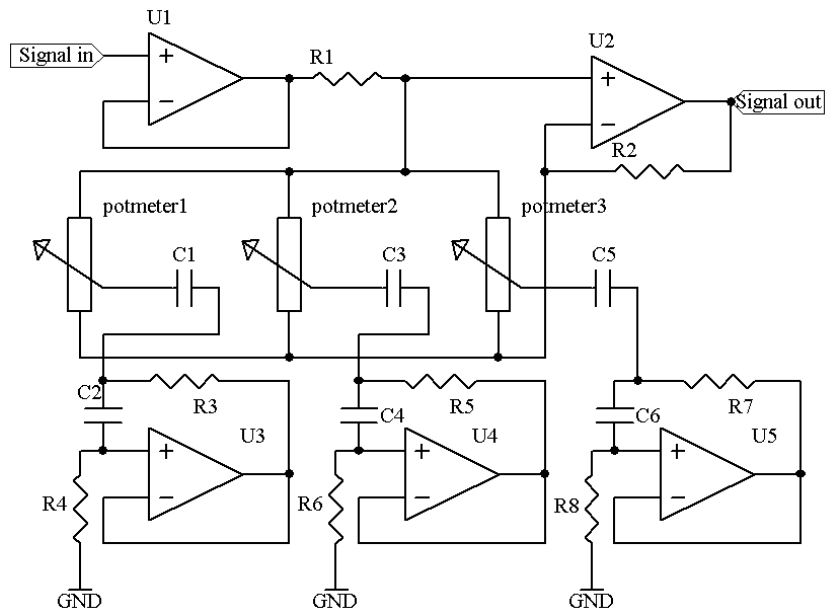 U1
Signal in
R1
U2
Signal out
R2
potmeter1
potmeter2
potmeter3
C1
C3
C5
C2
R3
U3
C4
R5
U4
C6
R7
U5
R4
R6
R8
GND
GND
GND